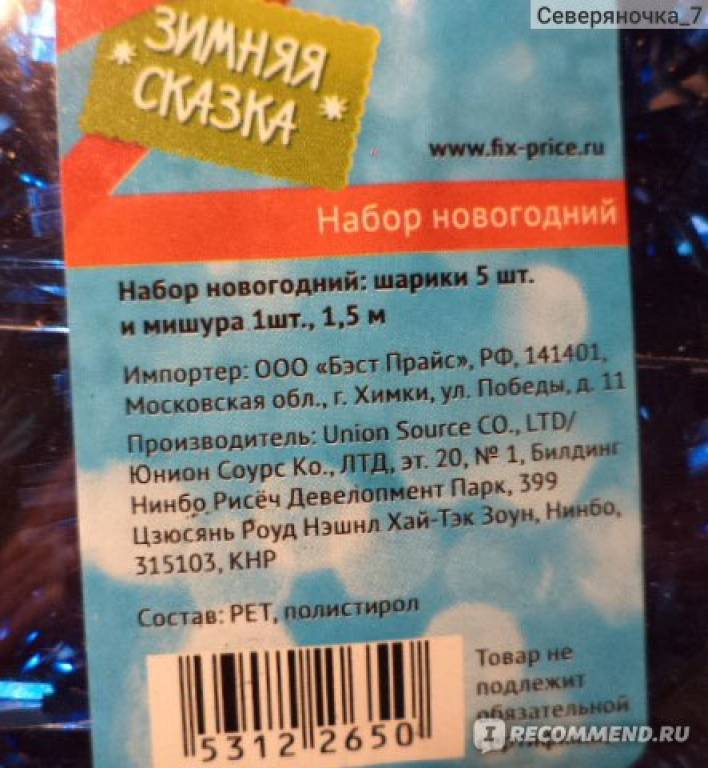 Северяночка_7
ЗИМНЯЯ
СКАЗКА
www.fix-price.ru
Набор новогодний
Набор новогодний: шарики 5 шт.
и мишура 1шт., 1,5 м
Импортер: ООО «Бэст Прайс», РФ, 141401,
Московская обл., г. Химки, ул. Победы, д. 11
Производитель: Union Source CO., LTD/
Юнион Соурс Ко., ЛТД, эт. 20, № 1, Билдинг
Нинбо Рисёч Девелопмент Парк, 399
Цзюсянь Роуд Нэшнл Хай-Тэк Зоун, Нинбо,
315103, КНР
Состав: PET, полистирол
Товар не
подлежит
обязательной
5312 2650
IRECOMMEND.RU